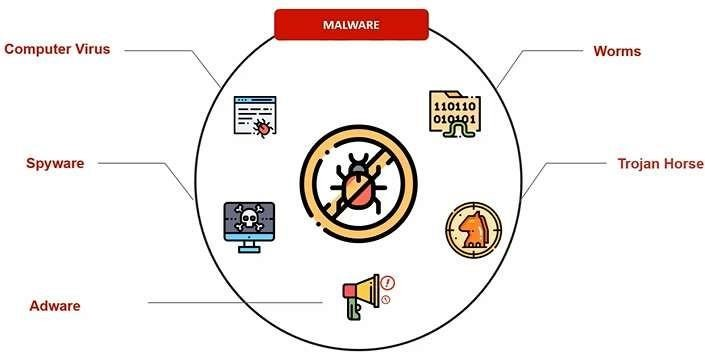 MALWARE
Computer Virus
Worms
110110
010101
Spyware
Trojan Horse
Adware